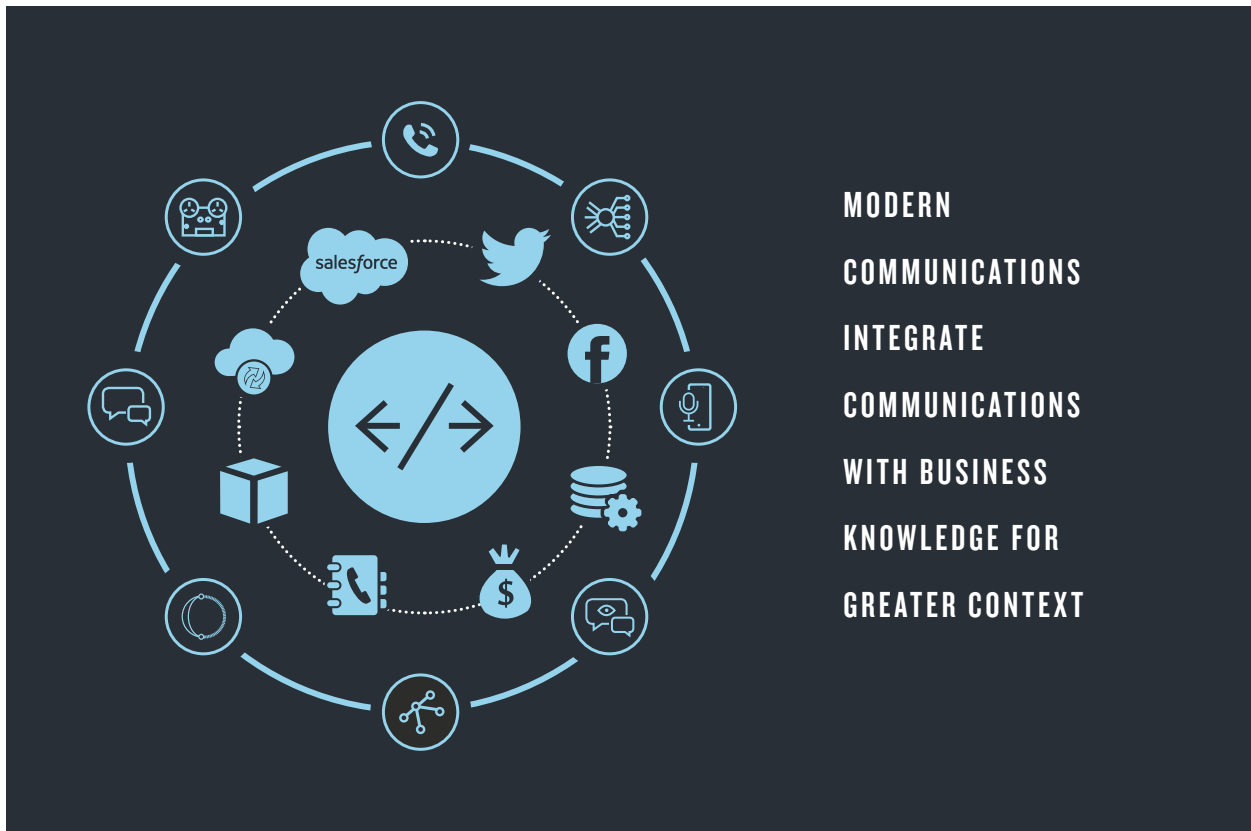 salesforce
$
MODERN
COMMUNICATIONS
INTEGRATE
COMMUNICATIONS
WITH BUSINESS
KNOWLEDGE FOR
GREATER CONTEXT